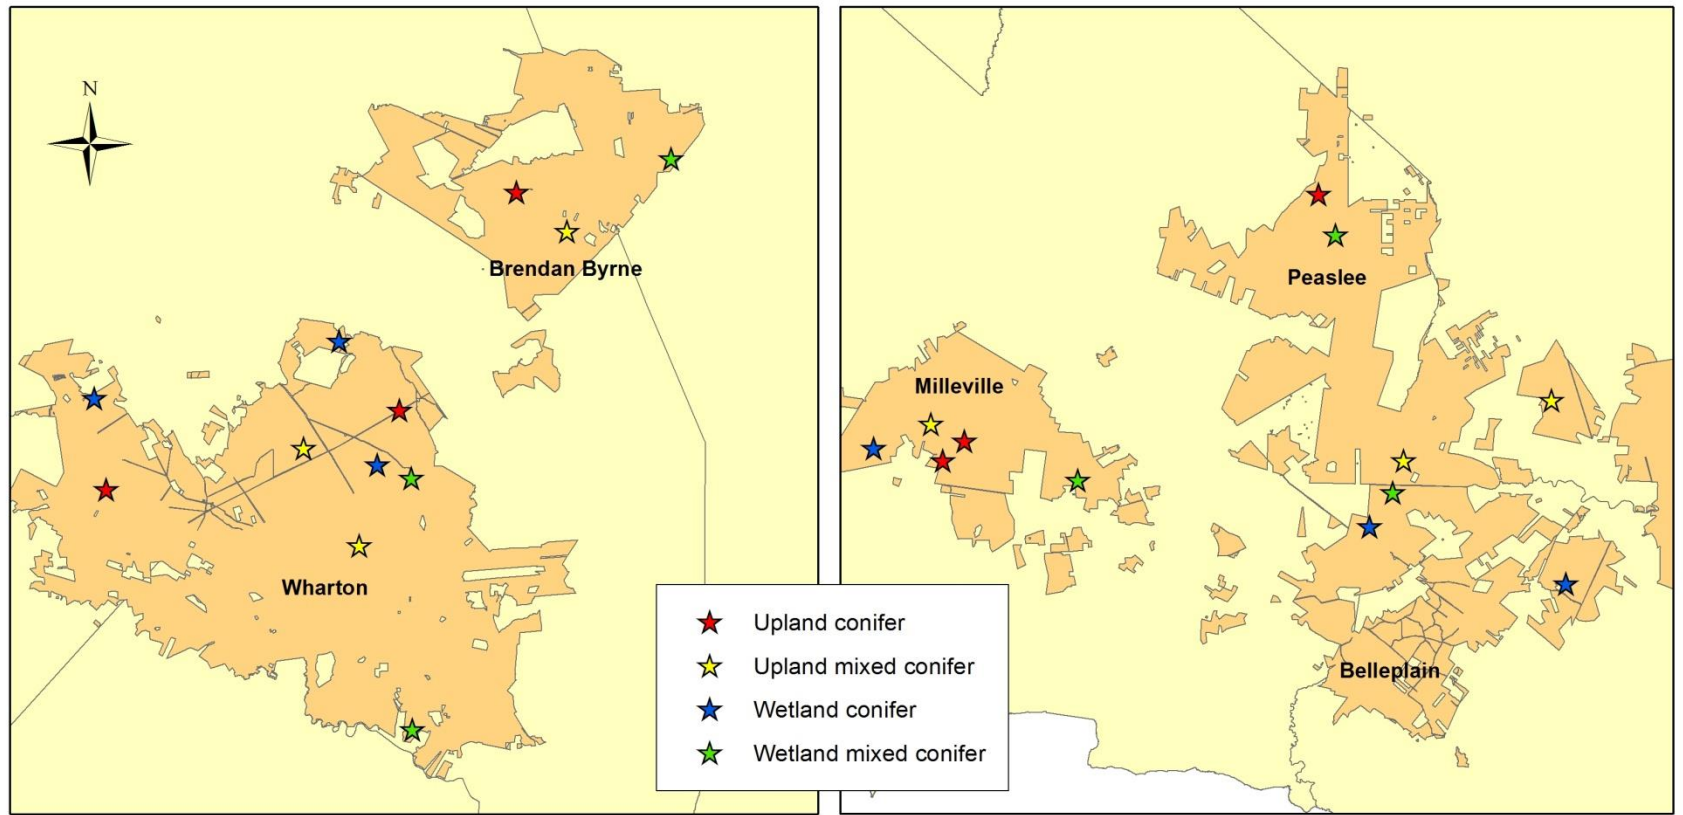 N
Brendan Byrne
Wharton
Peaslee
Milleville
Belleplain
Upland conifer
Upland mixed conifer
Wetland conifer
Wetland mixed conifer